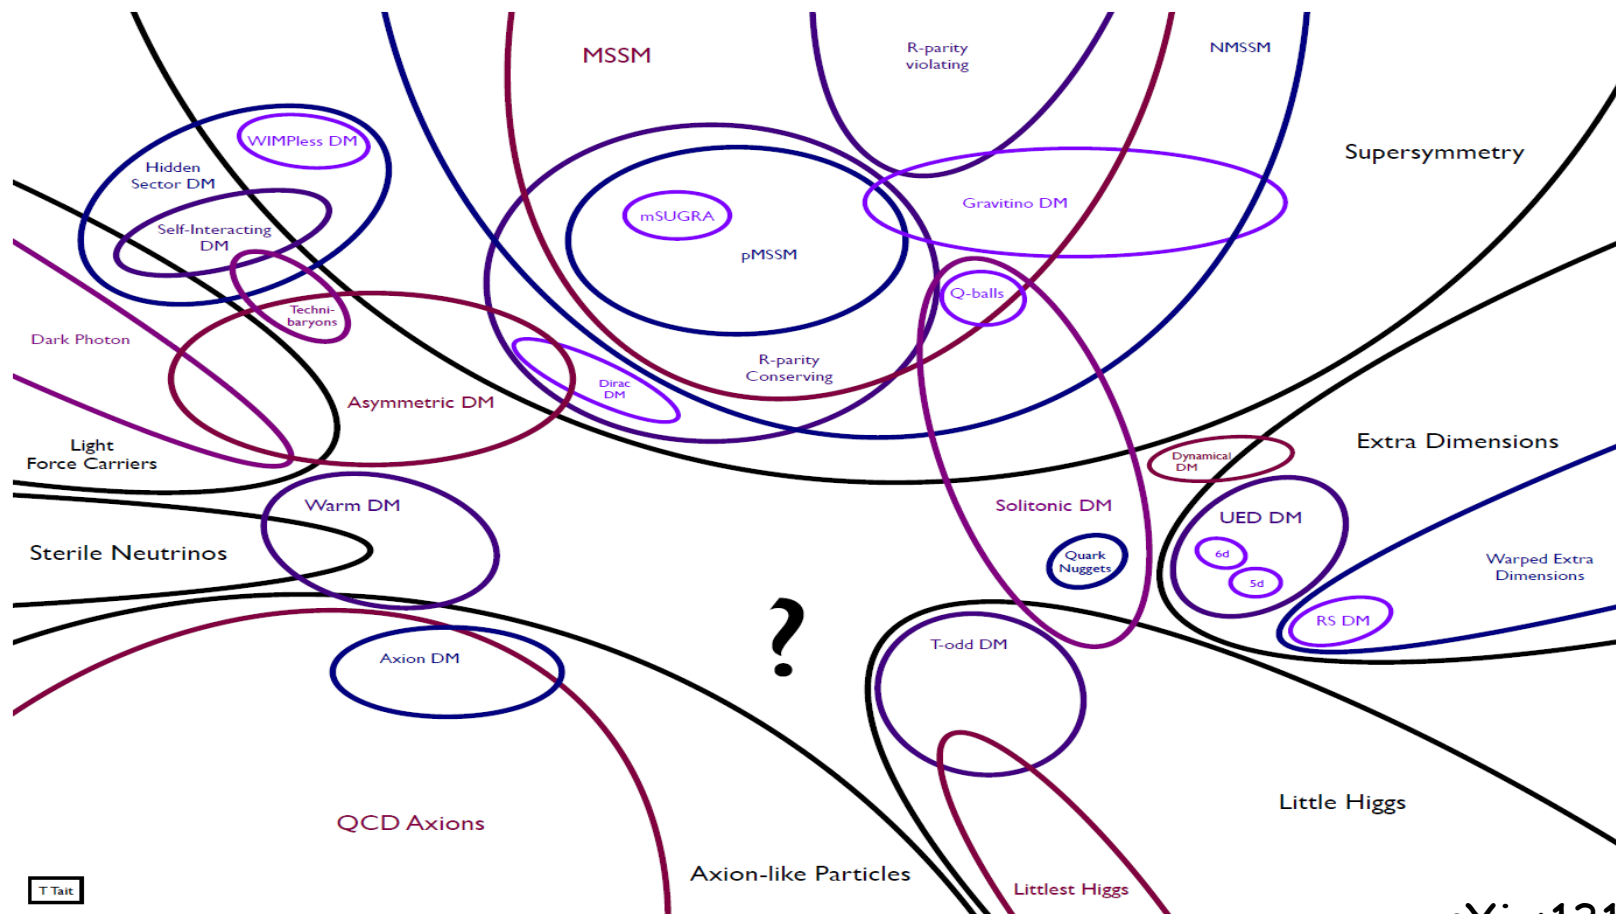 MSSM
R-parity
violating
NMSSM
WIMPless DM
Hidden
Sector DM
Supersymmetry
Self-Interacting
DM
mSUGRA
Gravitino DM
pMSSM
Q-balls
Techni-
baryons
Dark Photon
R-parity
Conserving
Dirac
DM
Asymmetric DM
Light
Force Carriers
Extra Dimensions
Dynamical
DM
Warm DM
Solitonic DM
UED DM
Sterile Neutrinos
Quark
Nuggets
6d
5d
Warped Extra
Dimensions
RS DM
?
T-odd DM
Axion DM
Little Higgs
QCD Axions
Axion-like Particles
Littlest Higgs
T Tait